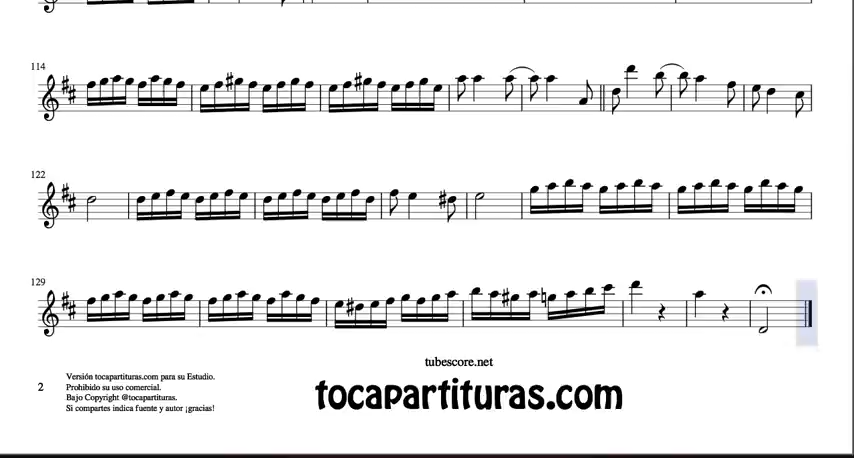 114
122
129
tubescore.net
Versión tocapartituras.com para su Estudio.
Prohibido su uso comercial.
Bajo Copyright @tocapartituras.
Si compartes indica fuente y autor ¡gracias!
2
tocapartituras.com